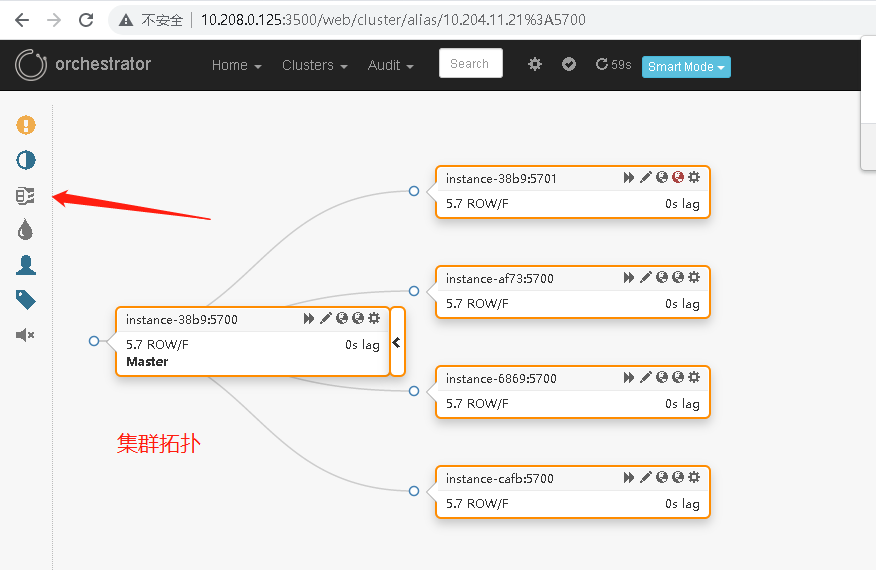 不安全 10.208.0.125:3500/web/cluster/alias/10.204.11.21%3A5700
orchestrator Home Clusters Audit Search 59s Smart Mode
instance-38b9:5701
5.7 ROW/F 0s lag
instance-af73:5700
5.7 ROW/F 0s lag
instance-38b9:5700
5.7 ROW/F 0s lag
Master
instance-6869:5700
5.7 ROW/F 0s lag
集群拓扑
instance-cafb:5700
5.7 ROW/F 0s lag